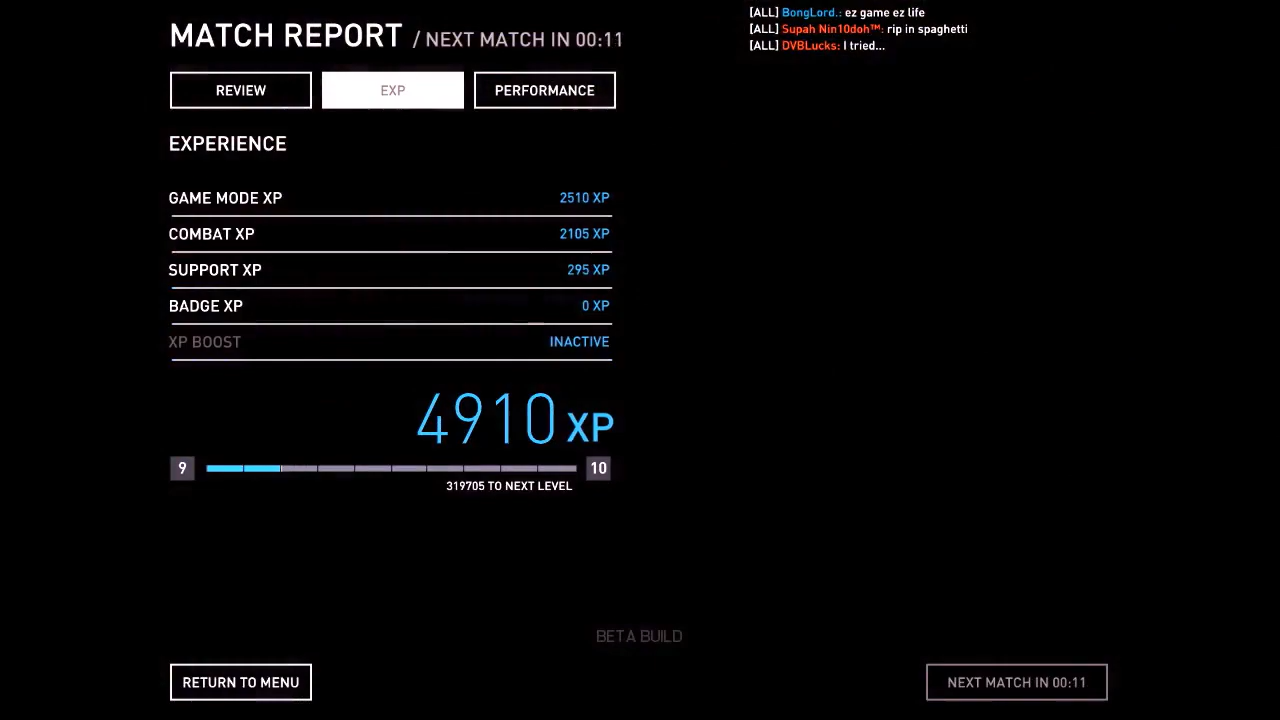 MATCH REPORT / NEXT MATCH IN 00:11
[ALL] BongLord.: ez game ez life
[ALL] Supah Nin10doh™: rip in spaghetti
[ALL] DVBLucks: I tried...
REVIEW EXP PERFORMANCE
EXPERIENCE
GAME MODE XP 2510 XP
COMBAT XP 2105 XP
SUPPORT XP 295 XP
BADGE XP 0 XP
XP BOOST INACTIVE
4910 XP
9 10
319705 TO NEXT LEVEL
BETA BUILD
RETURN TO MENU NEXT MATCH IN 00:11